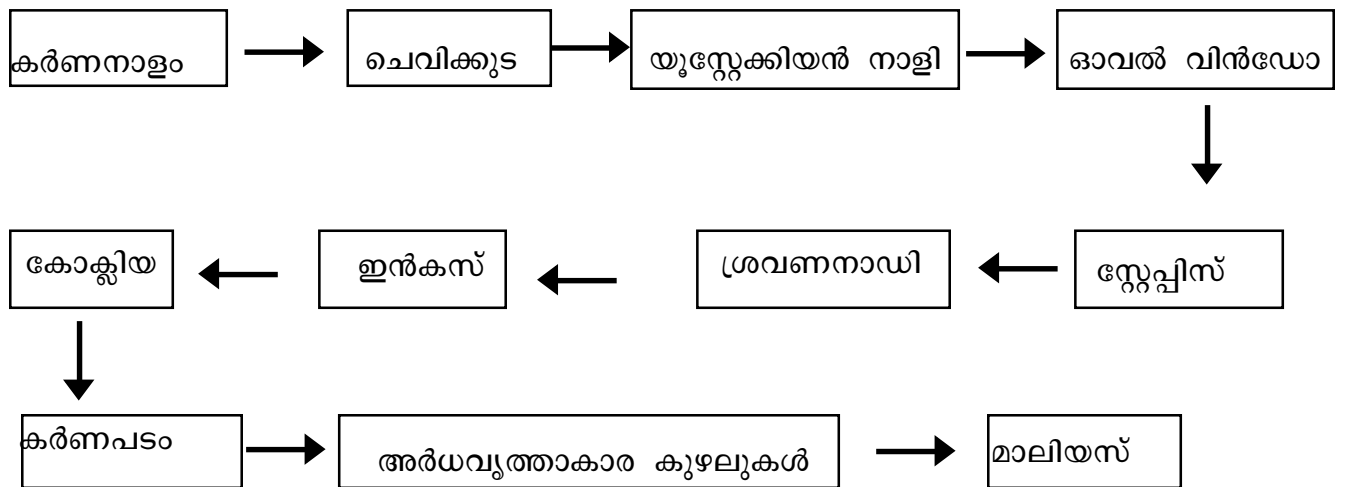 കർണനാളം
ചെവിക്കുട
യൂസ്റ്റേക്കിയൻ നാളി
ഓവൽ വിൻഡോ
സ്റ്റേപ്പിസ്
ശ്രവണനാഡി
ഇൻകസ്
കോക്ലിയ
കർണപടം
അർധവൃത്താകാര കുഴലുകൾ
മാലിയസ്